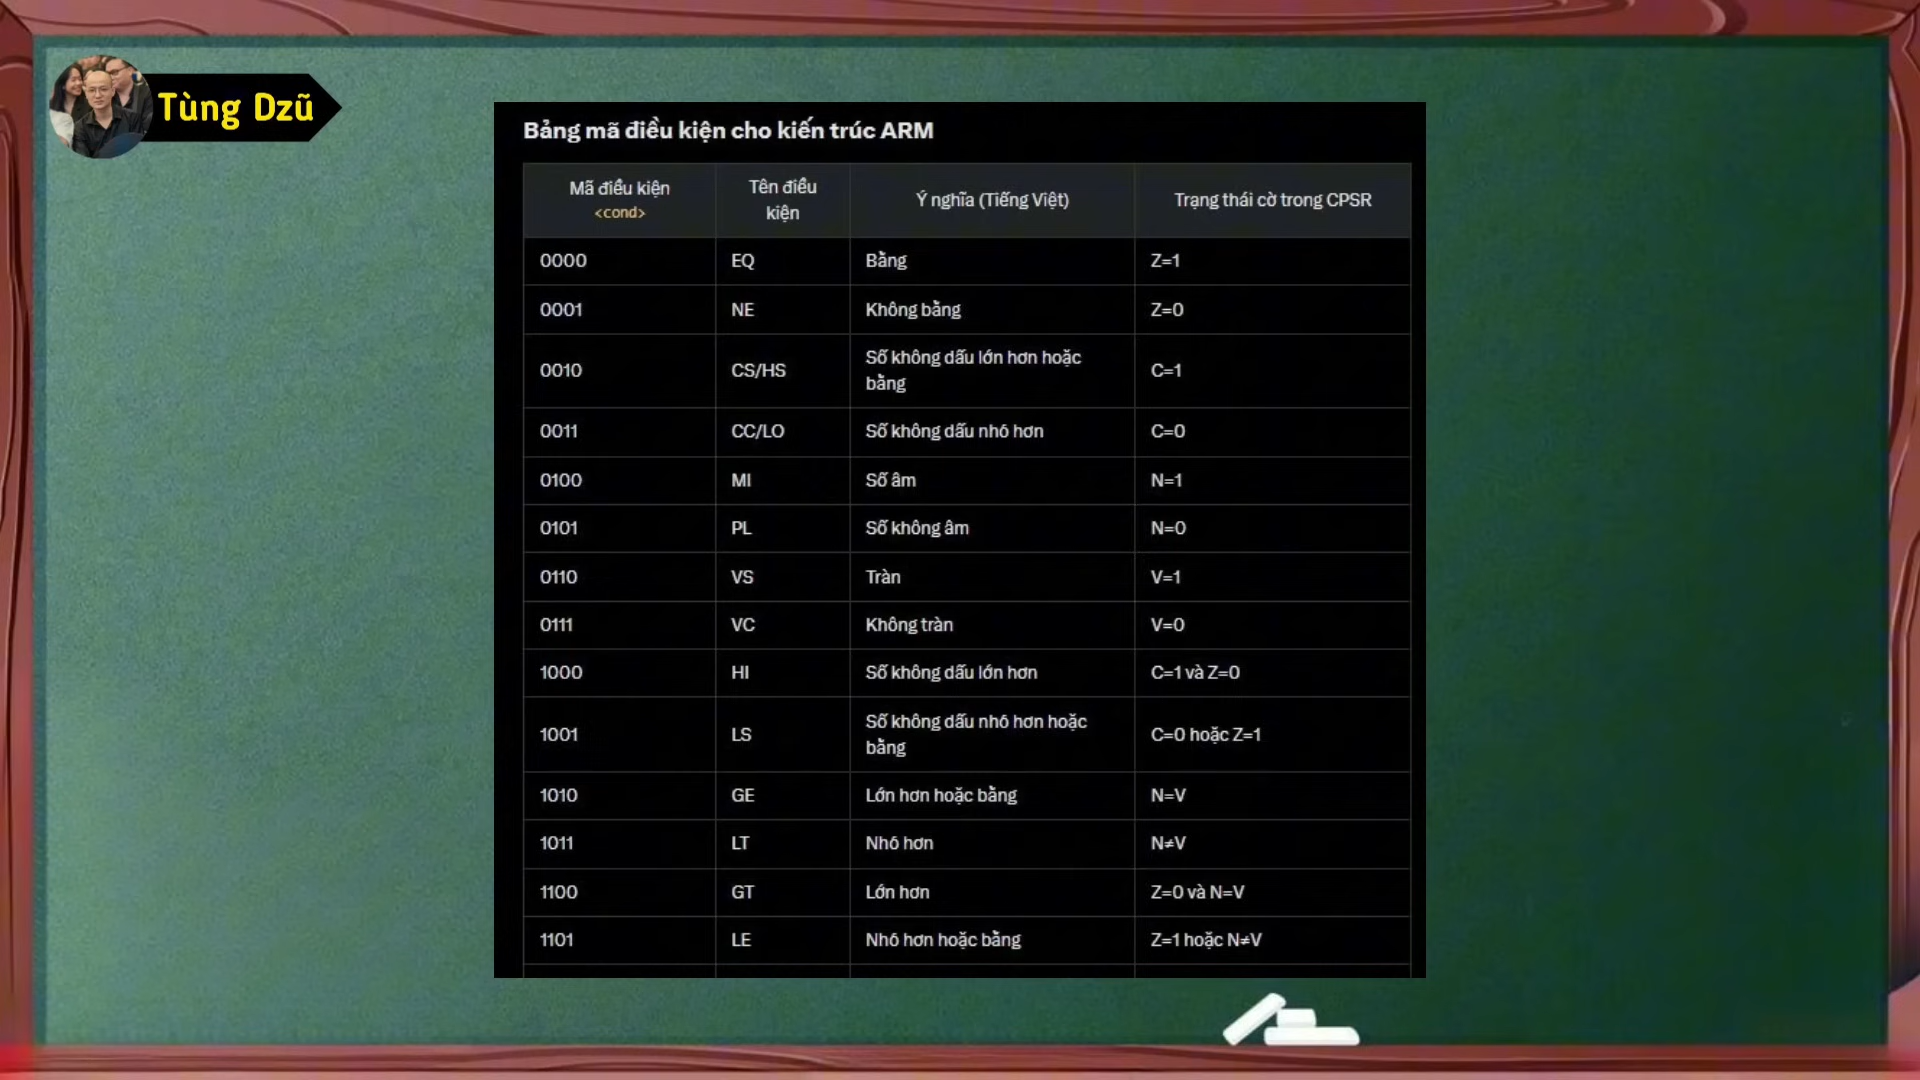 Tùng Dzũ
Bảng mã điều kiện cho kiến trúc ARM
Mã điều kiện
<cond>
Tên điều
kiện
Ý nghĩa (Tiếng Việt)
Trạng thái cờ trong CPSR
0000 EQ Bằng Z=1
0001 NE Không bằng Z=0
0010 CS/HS Số không dấu lớn hơn hoặc
bằng C=1
0011 CC/LO Số không dấu nhỏ hơn C=0
0100 MI Số âm N=1
0101 PL Số không âm N=0
0110 VS Tràn V=1
0111 VC Không tràn V=0
1000 HI Số không dấu lớn hơn C=1 và Z=0
1001 LS Số không dấu nhỏ hơn hoặc
bằng C=0 hoặc Z=1
1010 GE Lớn hơn hoặc bằng N=V
1011 LT Nhỏ hơn N≠V
1100 GT Lớn hơn Z=0 và N=V
1101 LE Nhỏ hơn hoặc bằng Z=1 hoặc N≠V